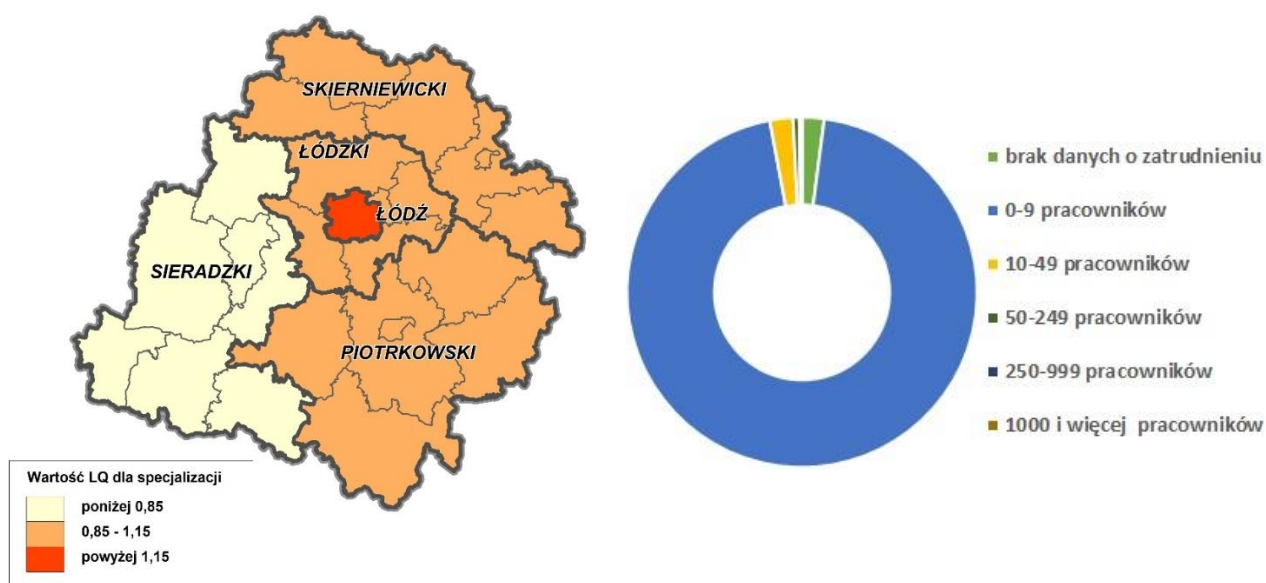 SKIERNIEWICKI
ŁÓDZKI
ŁÓDŹ
SIERADZKI
PIOTRKOWSKI
Wartość LQ dla specjalizacji
poniżej 0,85
0,85 - 1,15
powyżej 1,15
brak danych o zatrudnieniu
0-9 pracowników
10-49 pracowników
50-249 pracowników
250-999 pracowników
1000 i więcej pracowników